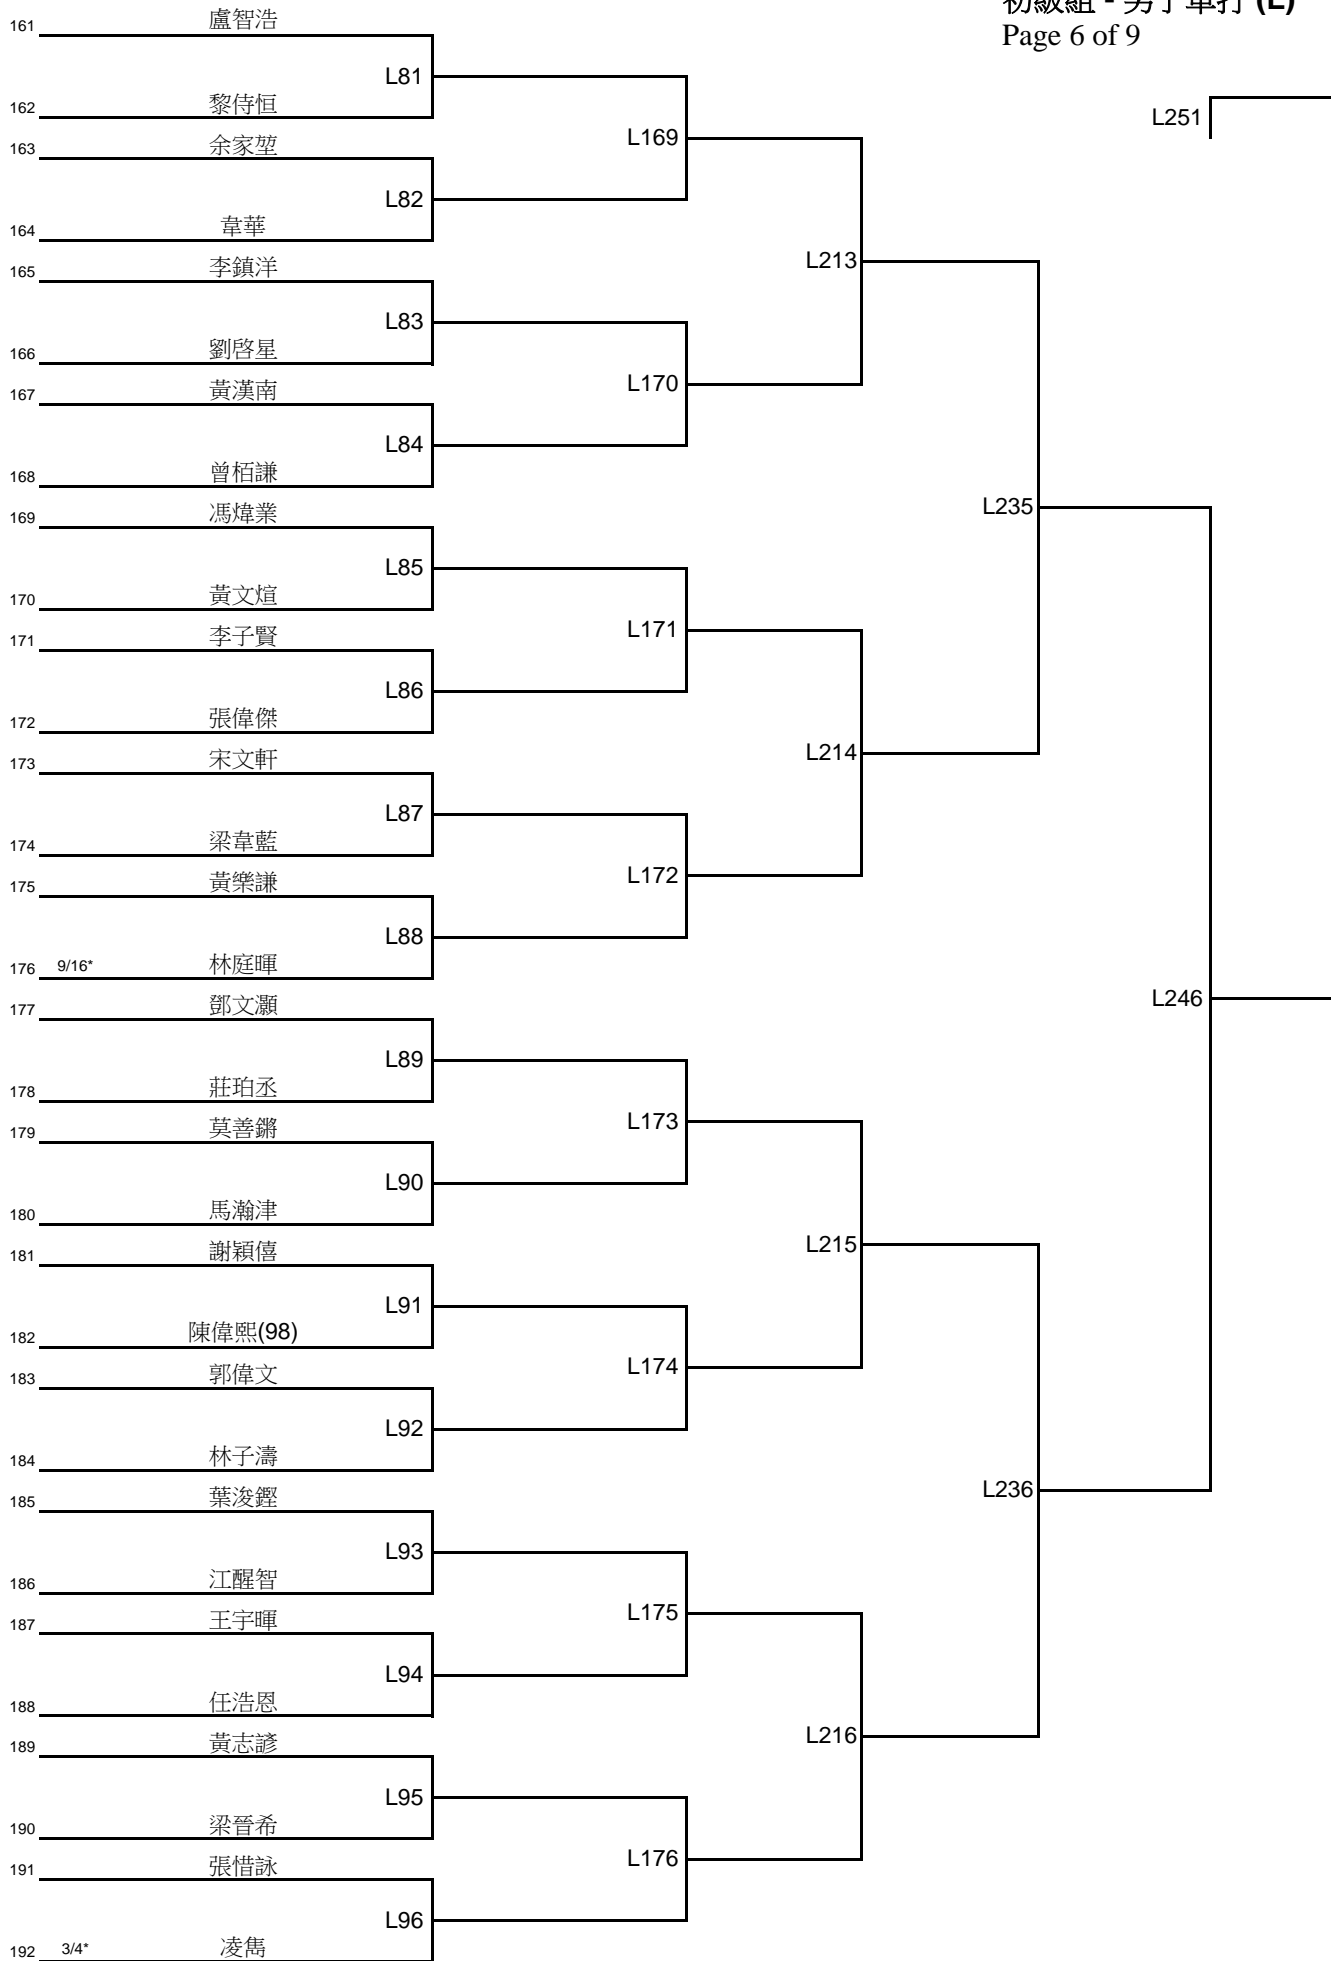 初級組 - 男子單打 (L)
Page 6 of 9
161 盧智浩
L81
162 黎侍恒
L251
163 余家堃
L169
L82
164 韋華
165 李鎮洋
L213
L83
166 劉啓星
167 黃漢南
L170
L84
168 曾栢謙
169 馮煒業
L235
L85
170 黃文煊
171 李子賢
L171
L86
172 張偉傑
173 宋文軒
L214
L87
174 梁韋藍
175 黃樂謙
L172
L88
176 9/16* 林庭暉
177 鄧文灝
L246
L89
178 莊珀丞
179 莫善鏘
L173
L90
180 馬瀚津
181 謝穎僖
L215
L91
182 陳偉熙(98)
183 郭偉文
L174
L92
184 林子濤
185 葉浚鏗
L236
L93
186 江醒智
187 王宇暉
L175
L94
188 任浩恩
189 黃志諺
L216
L95
190 梁晉希
191 張惜詠
L176
L96
192 3/4* 凌雋